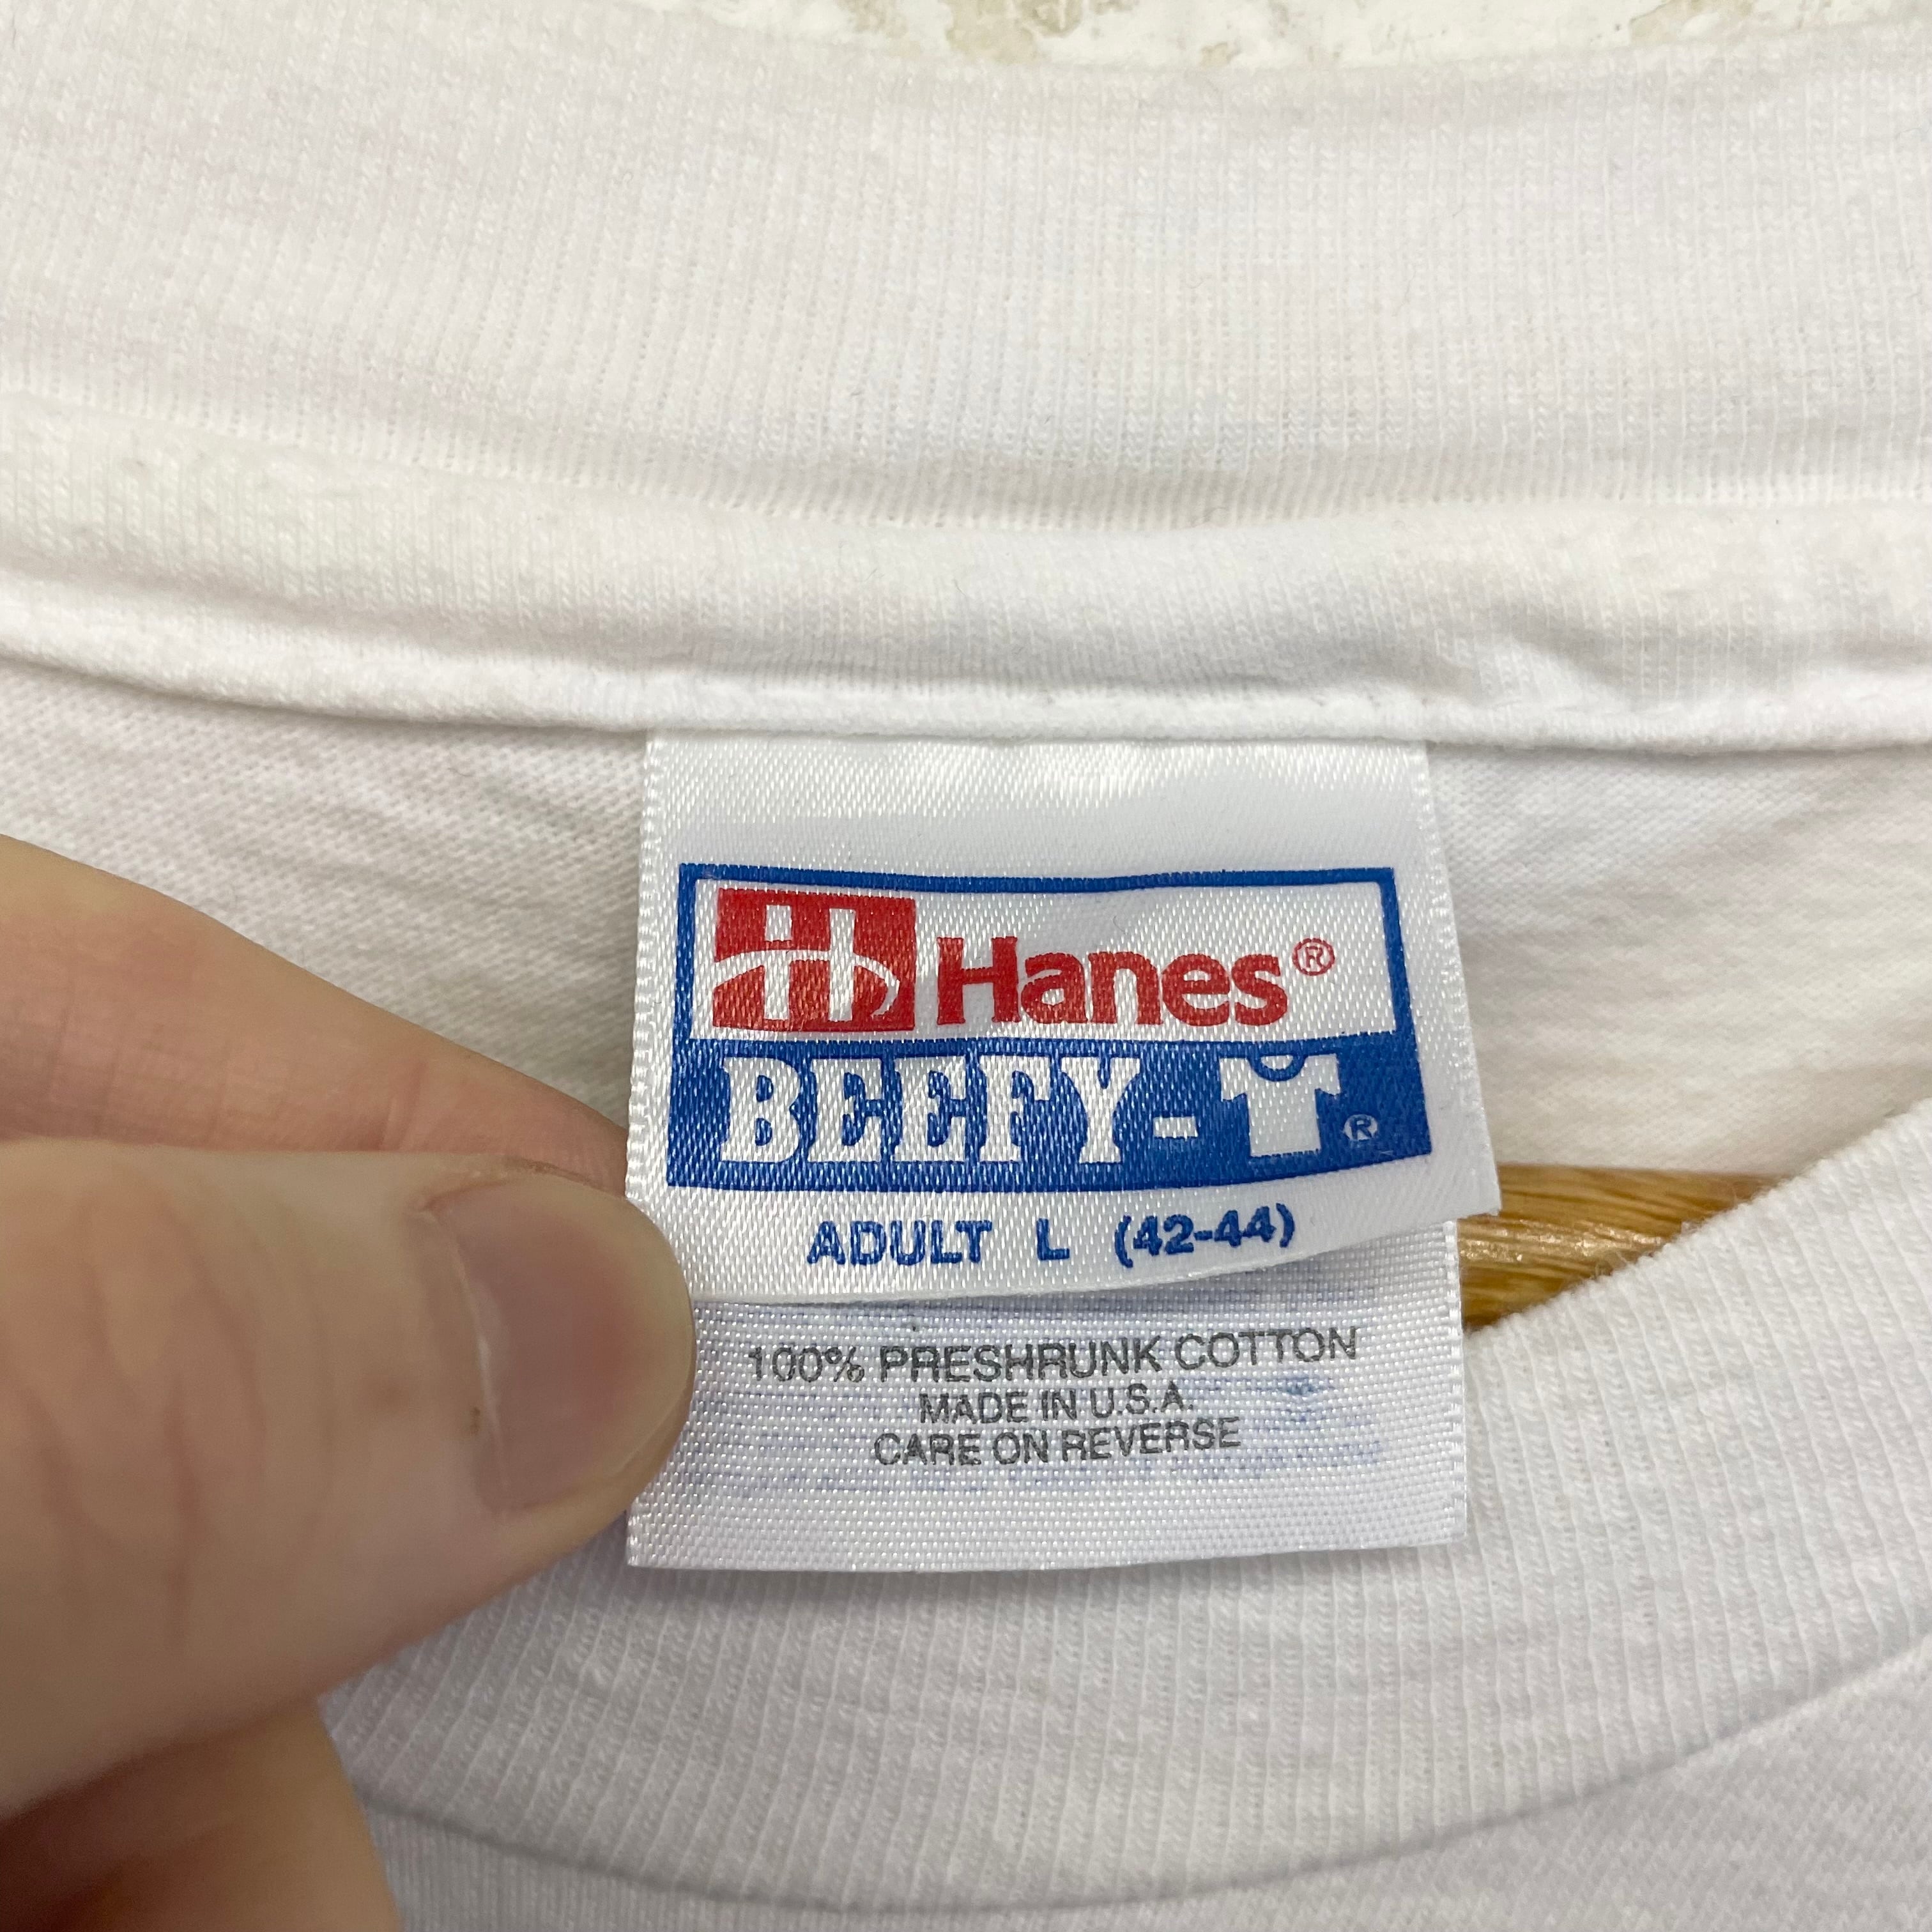 H Hanes®
BEEFY-T®
ADULT L (42-44)
100% PRESHRUNK COTTON
MADE IN U.S.A.
CARE ON REVERSE